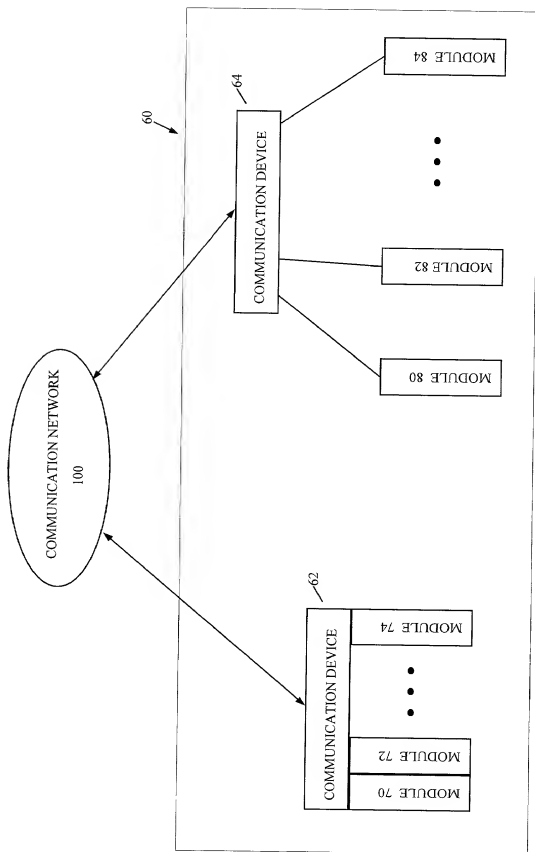 COMMUNICATION NETWORK
100
60
62
COMMUNICATION DEVICE
MODULE 70
MODULE 72
MODULE 74
64
COMMUNICATION DEVICE
MODULE 80
MODULE 82
MODULE 84